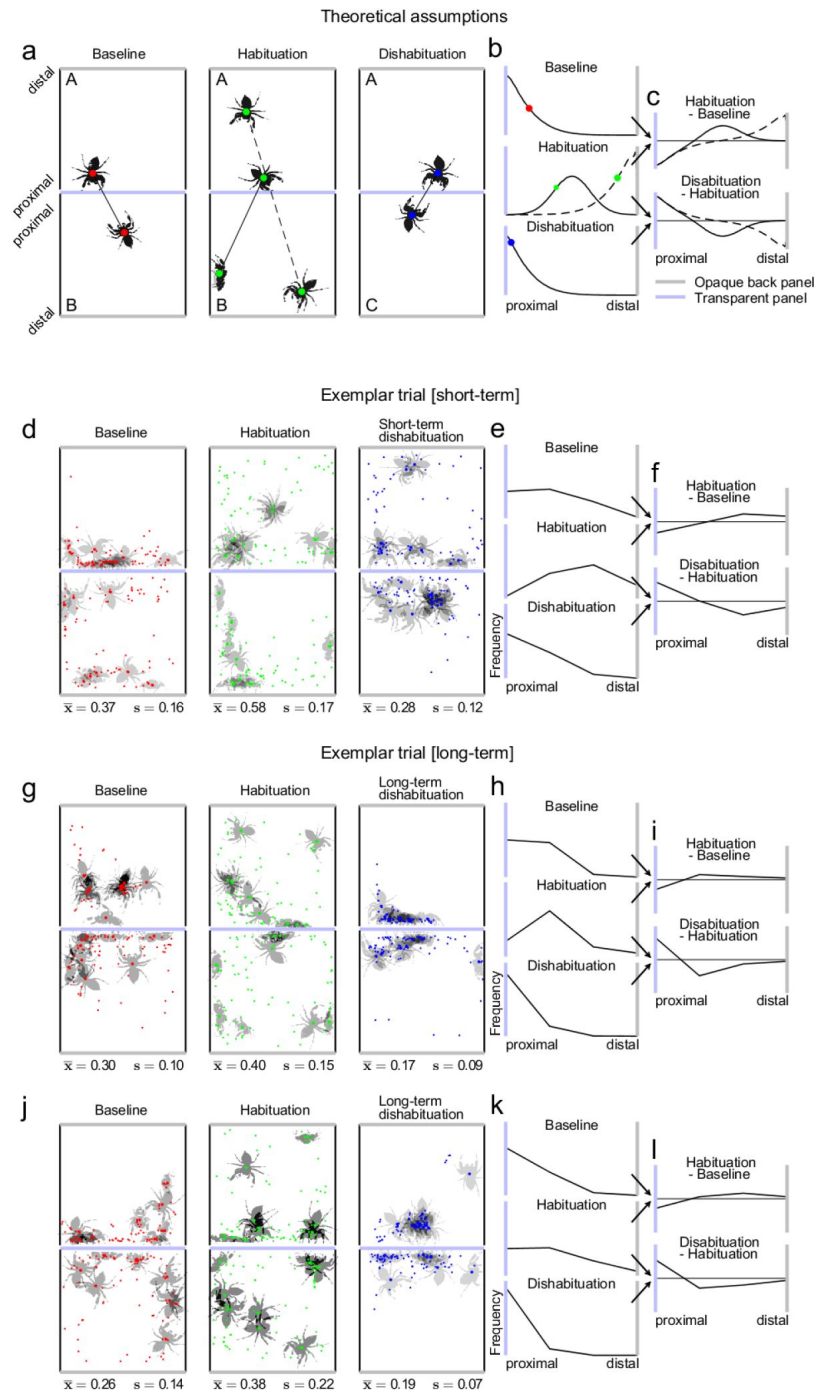 Theoretical assumptions
a
Baseline
Habituation
Dishabituation
distal
proximal
proximal
distal
A
B
A
B
A
C
b
Baseline
Habituation
Dishabituation
proximal
distal
c
Habituation
- Baseline
Disabituation
- Habituation
proximal
distal
Opaque back panel
Transparent panel
Exemplar trial [short-term]
d
Baseline
Habituation
Short-term
dishabituation
x̄ = 0.37 s = 0.16
x̄ = 0.58 s = 0.17
x̄ = 0.28 s = 0.12
e
Baseline
Habituation
Dishabituation
Frequency
proximal
distal
f
Habituation
- Baseline
Disabituation
- Habituation
proximal
distal
Exemplar trial [long-term]
g
Baseline
Habituation
Long-term
dishabituation
x̄ = 0.30 s = 0.10
x̄ = 0.40 s = 0.15
x̄ = 0.17 s = 0.09
h
Baseline
Habituation
Dishabituation
Frequency
proximal
distal
i
Habituation
- Baseline
Disabituation
- Habituation
proximal
distal
j
Baseline
Habituation
Long-term
dishabituation
x̄ = 0.26 s = 0.14
x̄ = 0.38 s = 0.22
x̄ = 0.19 s = 0.07
k
Baseline
Habituation
Dishabituation
Frequency
proximal
distal
l
Habituation
- Baseline
Disabituation
- Habituation
proximal
distal